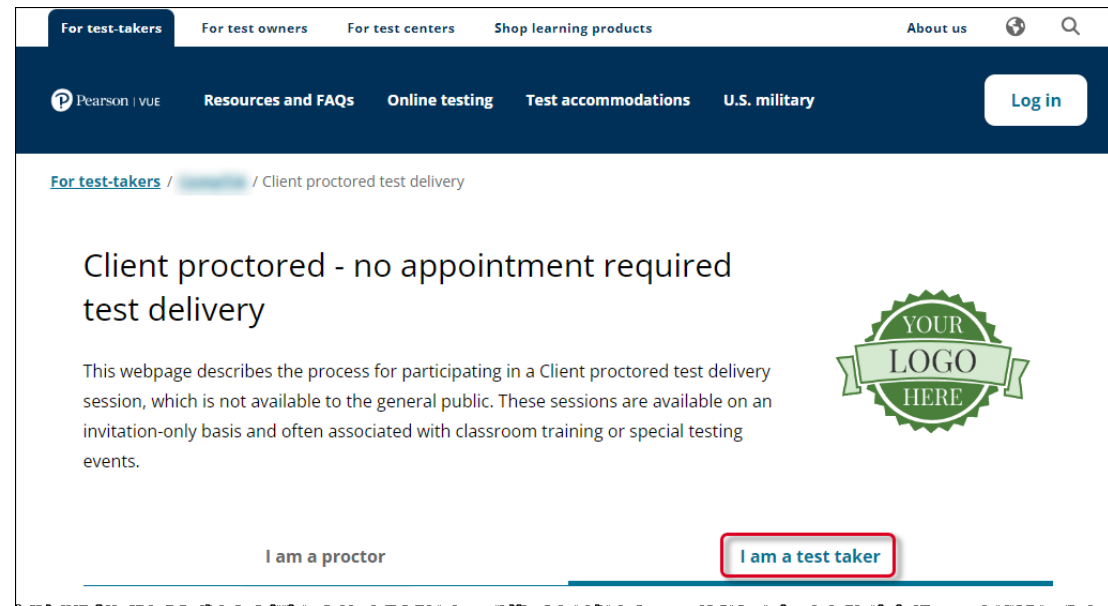 For test-takers For test owners For test centers Shop learning products About us
Pearson | VUE Resources and FAQs Online testing Test accommodations U.S. military Log in
For test-takers / / Client proctored test delivery
Client proctored - no appointment required
test delivery
This webpage describes the process for participating in a Client proctored test delivery
session, which is not available to the general public. These sessions are available on an
invitation-only basis and often associated with classroom training or special testing
events.
YOUR
LOGO
HERE
I am a proctor I am a test taker